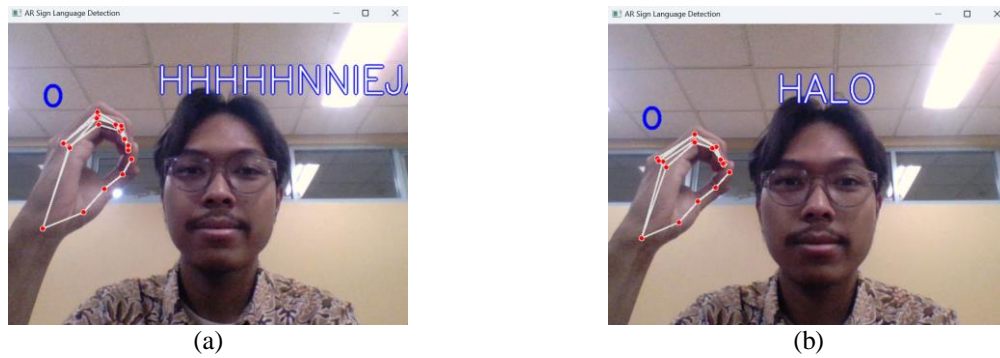 AR Sign Language Detection
O
HHHHHNNIEJA
(a)
AR Sign Language Detection
O
HALO
(b)